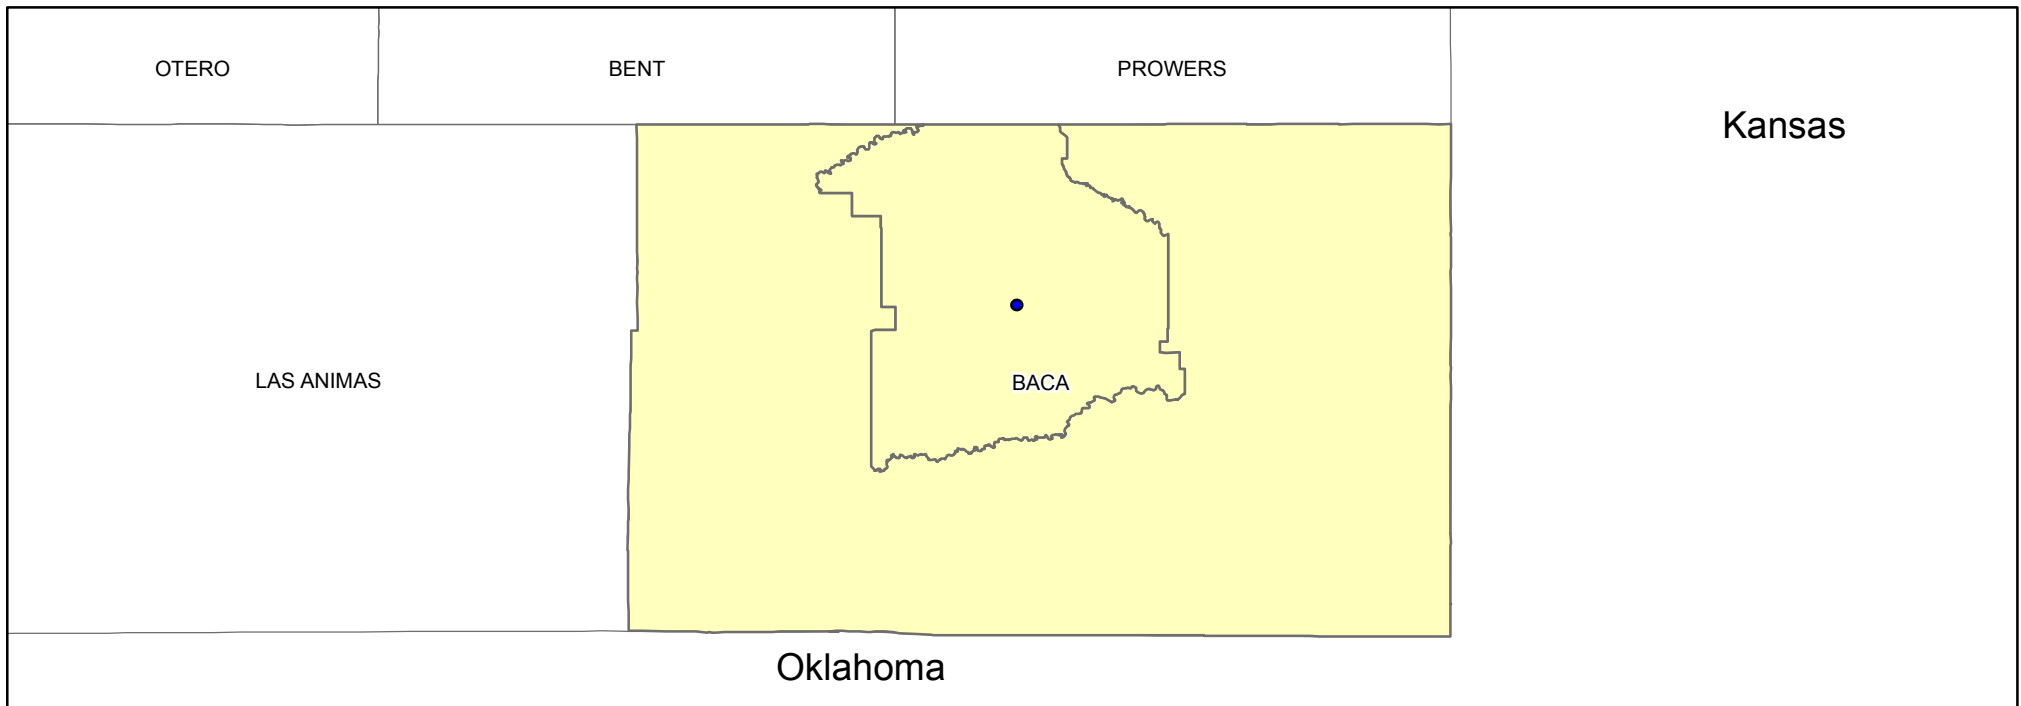 OTERO
BENT
PROWERS
Kansas
LAS ANIMAS
BACA
Oklahoma